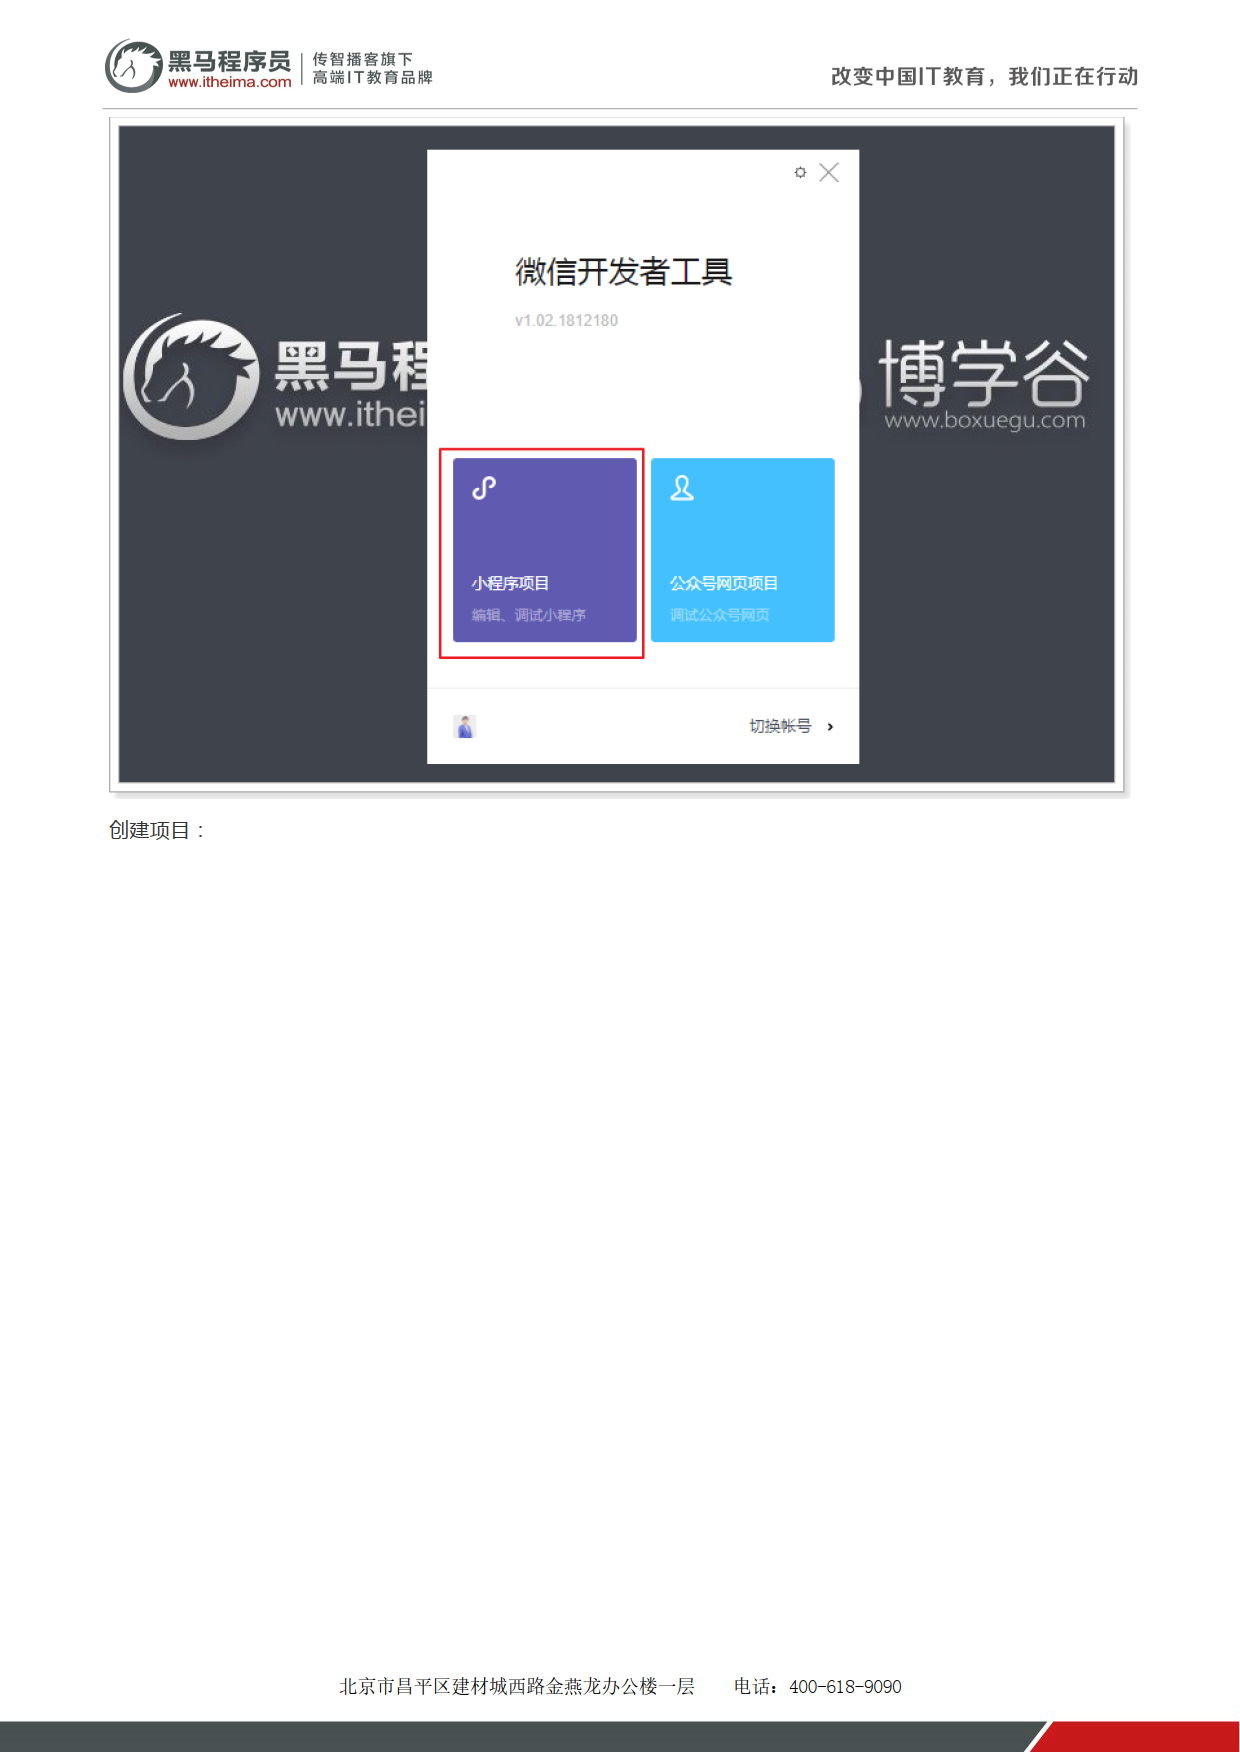 黑马程序员
www.itheima.com
传智播客旗下
高端IT教育品牌
改变中国IT教育，我们正在行动
微信开发者工具
v1.02.1812180
黑马程
www.ithei
博学谷
www.boxuegu.com
小程序项目
编辑、调试小程序
公众号网页项目
调试公众号网页
切换帐号
创建项目：
北京市昌平区建材城西路金燕龙办公楼一层 电话：400-618-9090